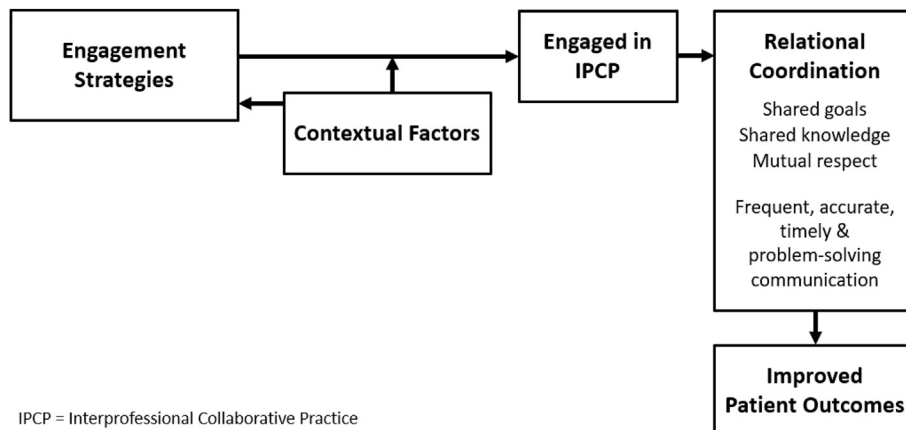 Engagement
Strategies
Contextual Factors
Engaged in
IPCP
Relational
Coordination
Shared goals
Shared knowledge
Mutual respect
Frequent, accurate,
timely &
problem-solving
communication
Improved
Patient Outcomes
IPCP = Interprofessional Collaborative Practice